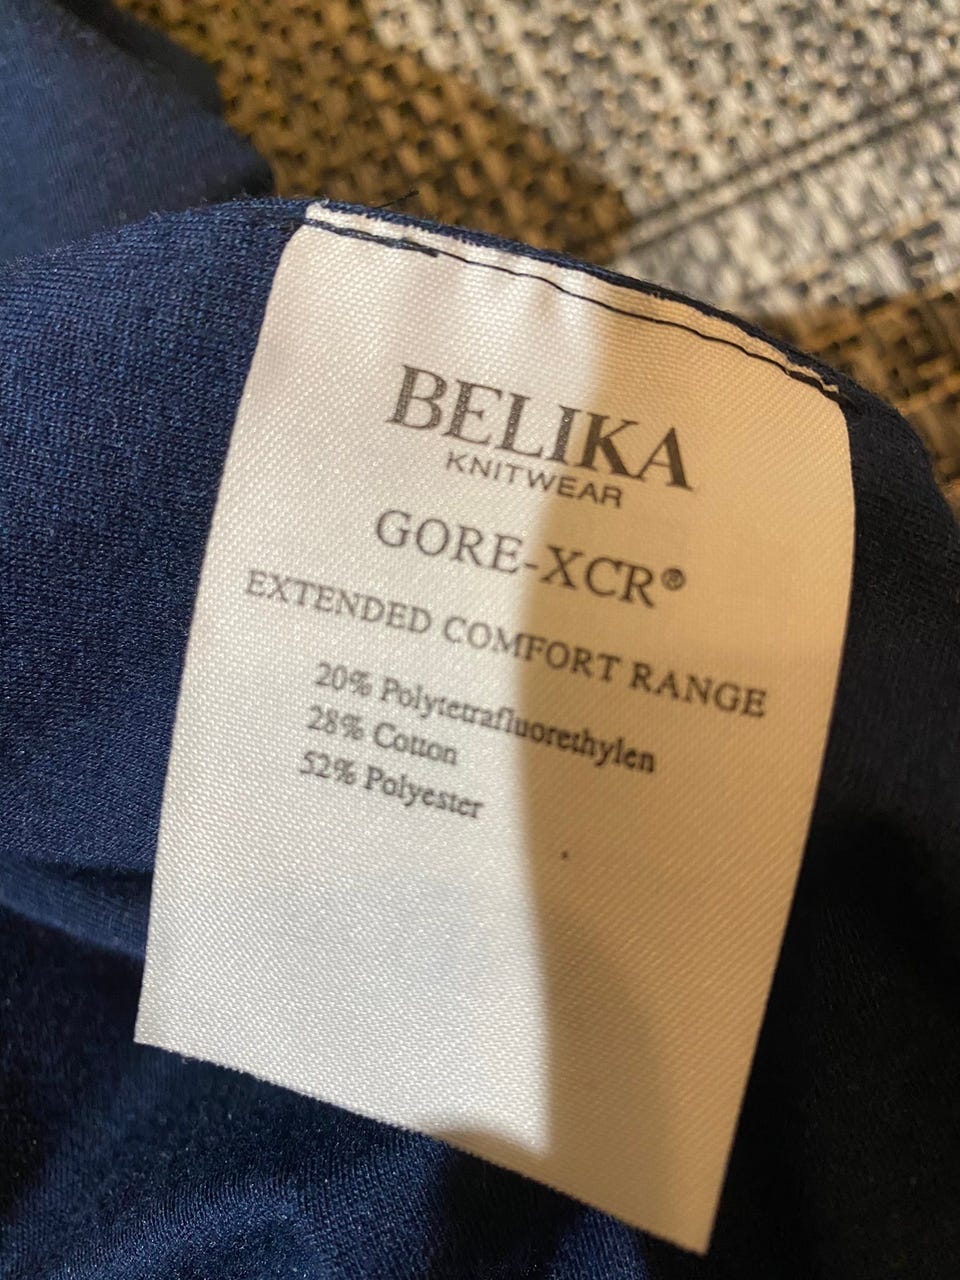 BELIKA
KNITWEAR
GORE-XCR®
EXTENDED COMFORT RANGE
20% Polytetrafluorethylen
28% Cotton
52% Polyester